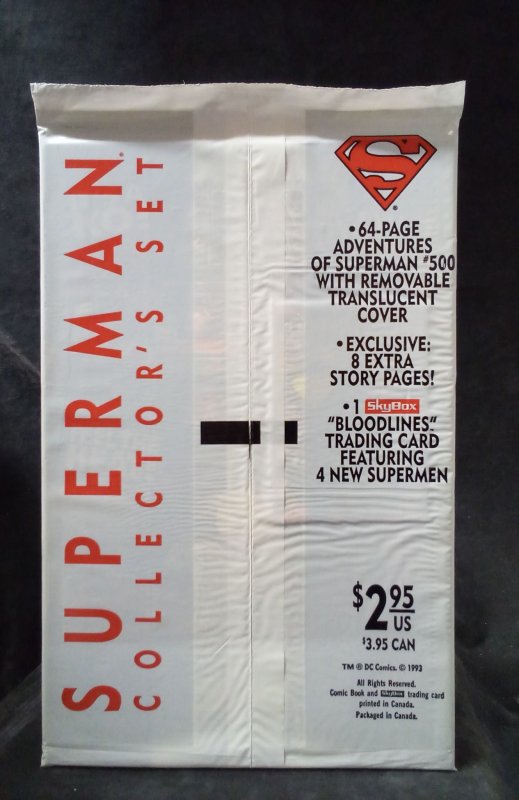 SUPERMAN®
COLLECTOR'S SET
S
®
•64-PAGE
ADVENTURES
OF SUPERMAN #500
WITH REMOVABLE
TRANSLUCENT
COVER
•EXCLUSIVE:
8 EXTRA
STORY PAGES!
•1 SkyBox
"BLOODLINES"
TRADING CARD
FEATURING
4 NEW SUPERMEN
$2 95
US
$3.95 CAN
TM ® DC Comics. © 1993
All Rights Reserved.
Comic Book and SkyBox trading card
printed in Canada.
Packaged in Canada.